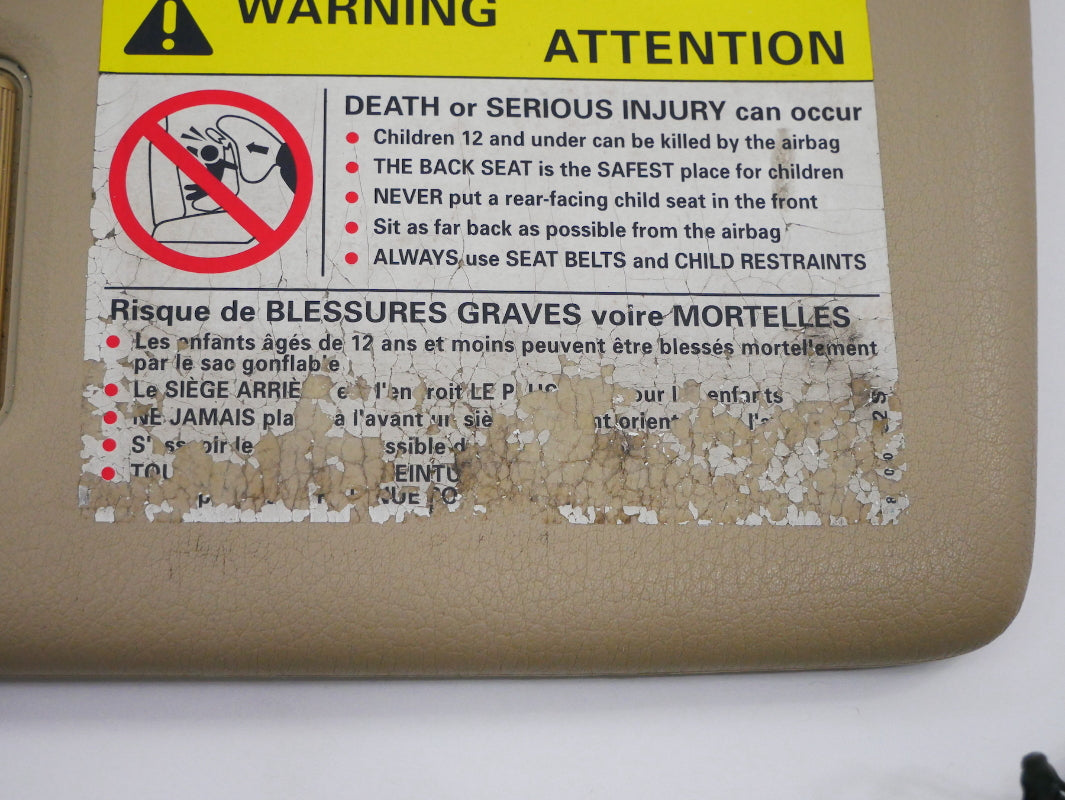 WARNING
ATTENTION
DEATH or SERIOUS INJURY can occur
Children 12 and under can be killed by the airbag
THE BACK SEAT is the SAFEST place for children
NEVER put a rear-facing child seat in the front
Sit as far back as possible from the airbag
ALWAYS use SEAT BELTS and CHILD RESTRAINTS
Risque de BLESSURES GRAVES voire MORTELLES
Les enfants âgés de 12 ans et moins peuvent être blessés mortellement
par le sac gonflable
Le SIÈGE LE enfants
NE JAMAIS à l'avant